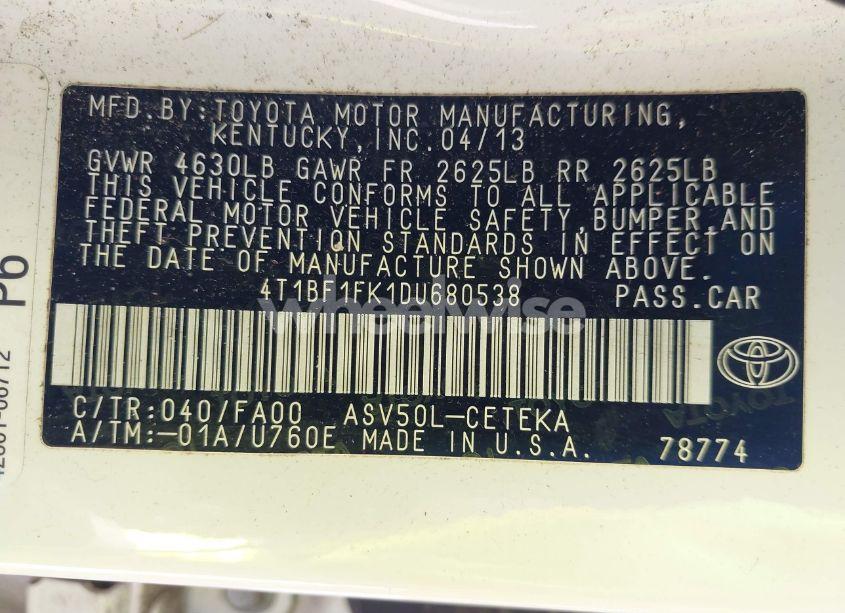 MFD.BY:TOYOTA MOTOR MANUFACTURING,
KENTUCKY,INC.04/13
GVWR 4630LB GAWR FR 2625LB RR 2625LB
THIS VEHICLE CONFORMS TO ALL APPLICABLE
FEDERAL MOTOR VEHICLE SAFETY,BUMPER,AND
THEFT PREVENTION STANDARDS IN EFFECT ON
THE DATE OF MANUFACTURE SHOWN ABOVE.
4T1BF1FK1DU680538 PASS.CAR
wheelwise
C/TR:040/FA00 ASV50L-CETEKA
A/TM:-01A/U760E MADE IN U.S.A. 78774
TOYOTA
P6